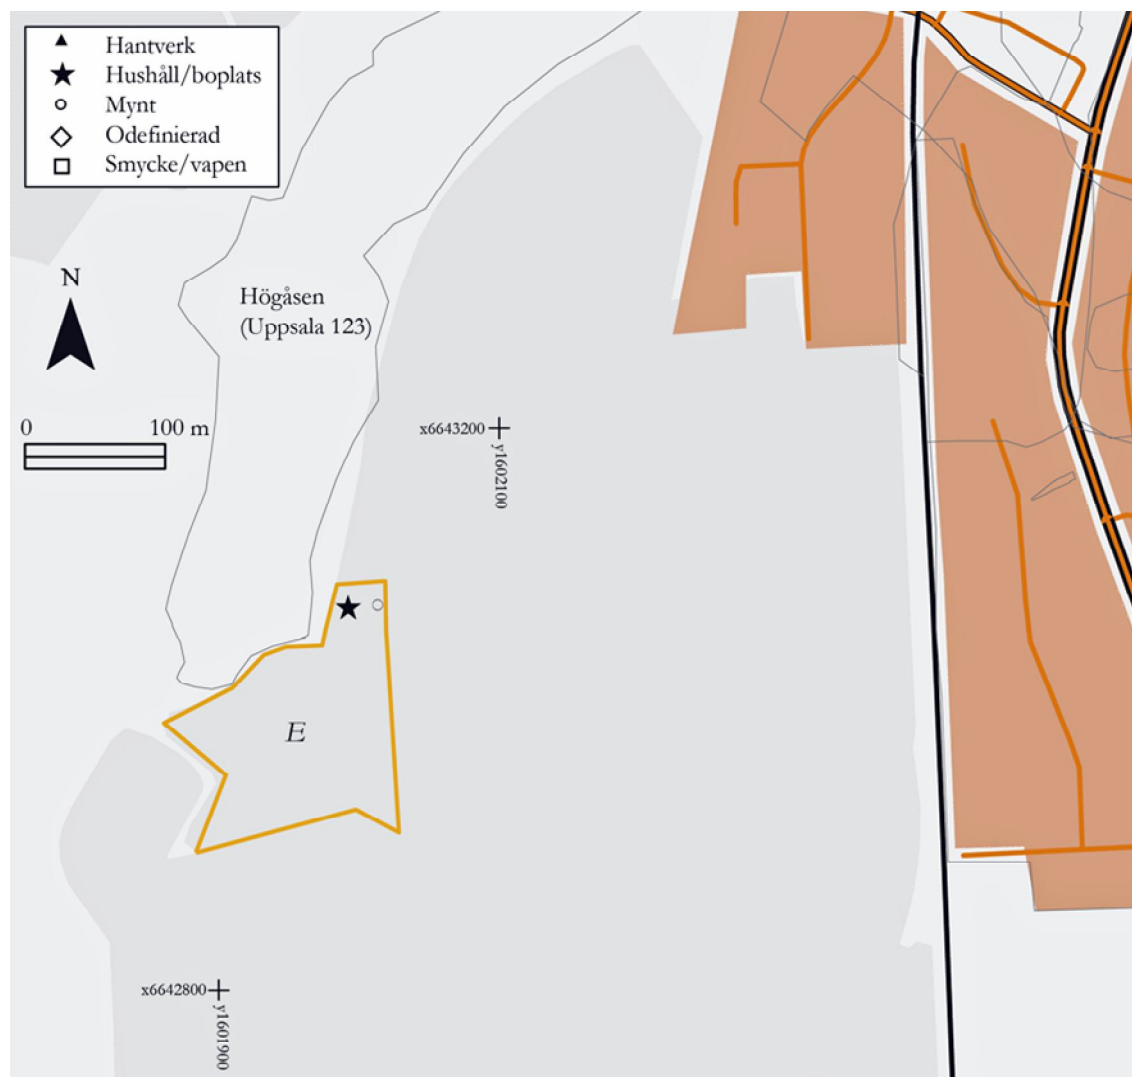 Hantverk
Hushåll/boplats
Mynt
Odefinierad
Smycke/vapen
N
Högåsen
(Uppsala 123)
0 100 m
x6643200
y1602100
E
x6642800
y1601900